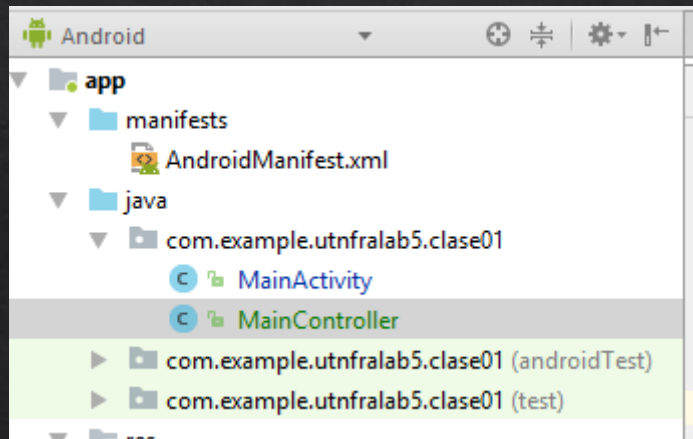 Android
app
manifests
AndroidManifest.xml
java
com.example.utnfralab5.clase01
C MainActivity
C MainController
com.example.utnfralab5.clase01 (androidTest)
com.example.utnfralab5.clase01 (test)
res